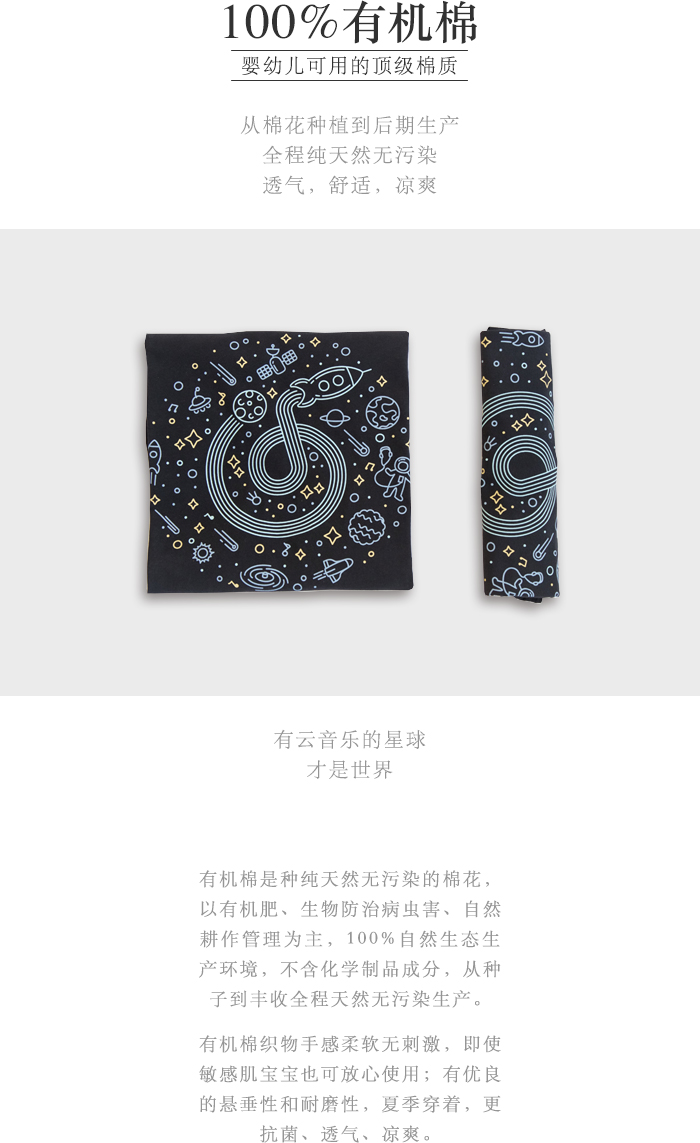 100%有机棉
婴幼儿可用的顶级棉质
从棉花种植到后期生产
全程纯天然无污染
透气，舒适，凉爽
有云音乐的星球
才是世界
有机棉是种纯天然无污染的棉花，
以有机肥、生物防治病虫害、自然
耕作管理为主，100%自然生态生
产环境，不含化学制品成分，从种
子到丰收全程天然无污染生产。
有机棉织物手感柔软无刺激，即使
敏感肌宝宝也可放心使用；有优良
的悬垂性和耐磨性，夏季穿着，更
抗菌、透气、凉爽。